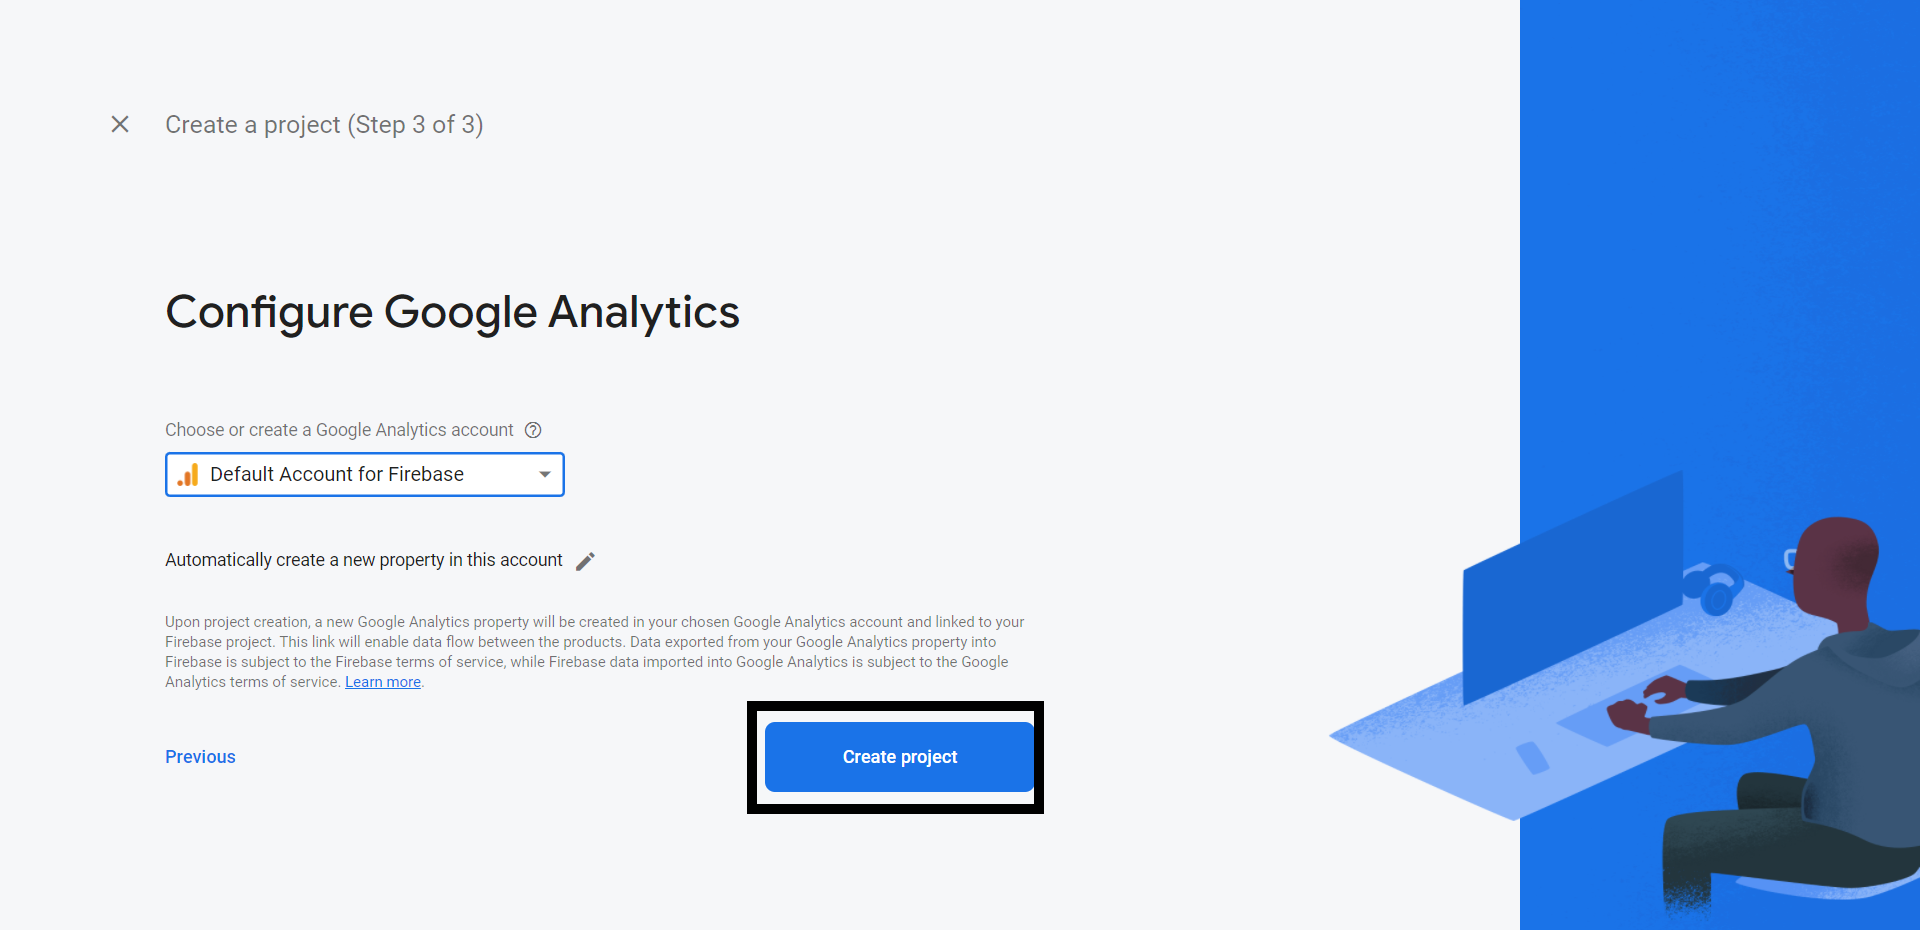 Create a project (Step 3 of 3)
Configure Google Analytics
Choose or create a Google Analytics account
Default Account for Firebase
Automatically create a new property in this account
Upon project creation, a new Google Analytics property will be created in your chosen Google Analytics account and linked to your
Firebase project. This link will enable data flow between the products. Data exported from your Google Analytics property into
Firebase is subject to the Firebase terms of service, while Firebase data imported into Google Analytics is subject to the Google
Analytics terms of service. Learn more.
Previous
Create project